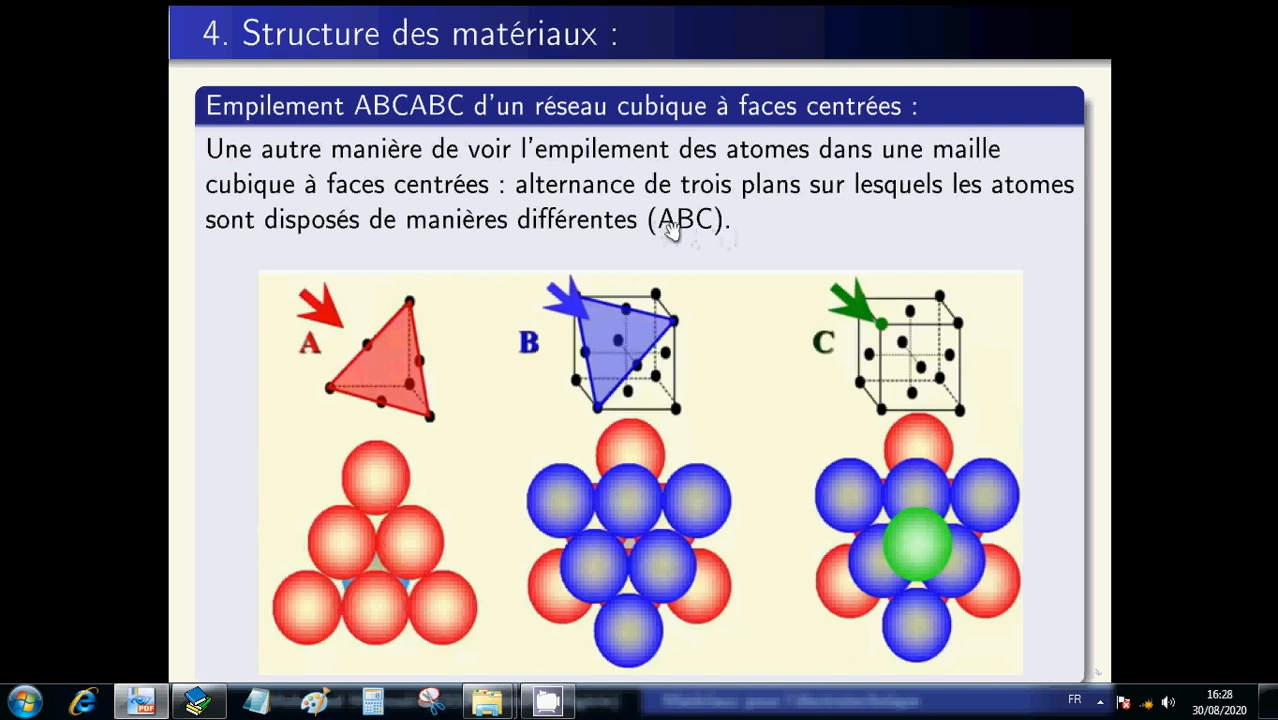 4. Structure des matériaux :
Empilement ABCABC d'un réseau cubique à faces centrées :
Une autre manière de voir l'empilement des atomes dans une maille
cubique à faces centrées : alternance de trois plans sur lesquels les atomes
sont disposés de manières différentes (ABC).
A
B
C
PDF
FR
16:28
30/08/2020